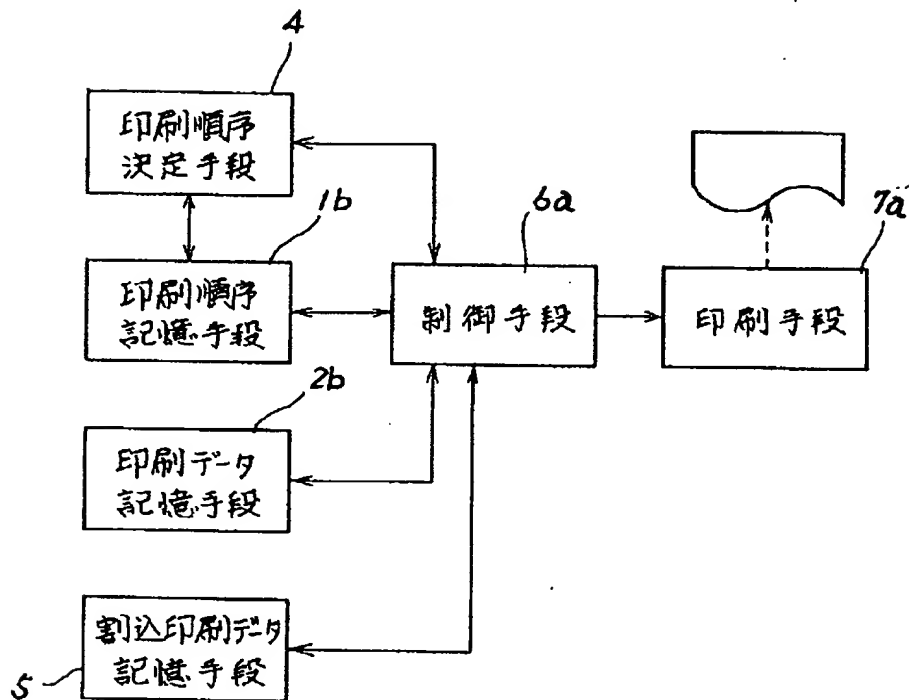 4
印刷順序
決定手段
1b
印刷順序
記憶手段
6a
制御手段
7a
印刷手段
2b
印刷データ
記憶手段
割込印刷データ
記憶手段
5